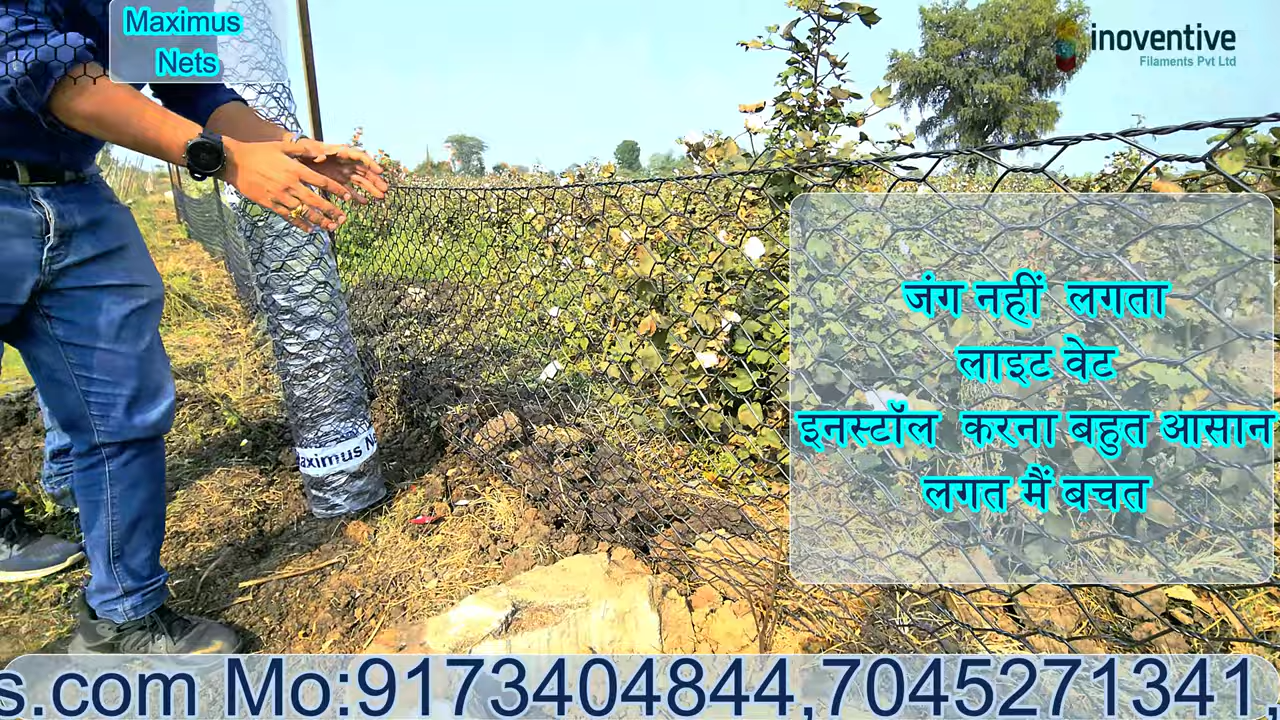 Maximus
Nets
inoventive
Filaments Pvt Ltd
जंग नहीं लगता
लाइट वेट
इनस्टॉल करना बहुत आसान
लगत मैं बचत
aximus N
s.com Mo:9173404844,7045271341,